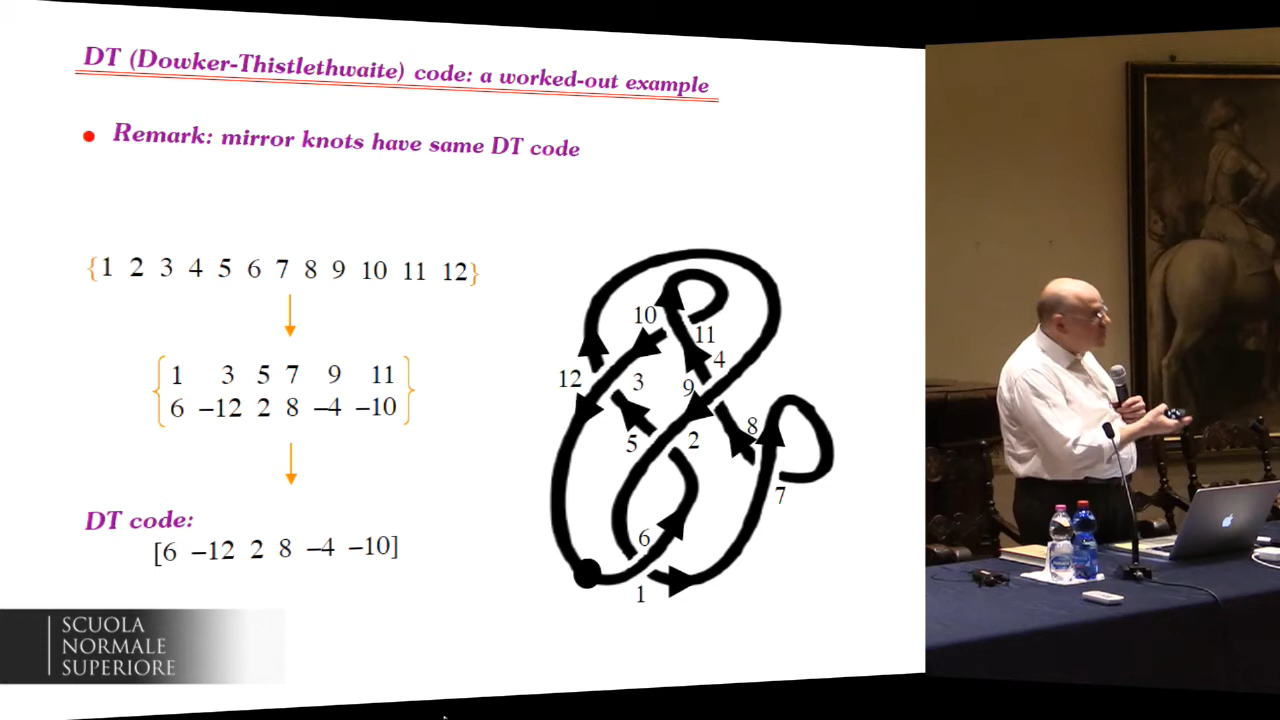 DT (Dowker-Thistlethwaite) code: a worked-out example
Remark: mirror knots have same DT code
{1 2 3 4 5 6 7 8 9 10 11 12}
1 3 5 7 9 11
6 –12 2 8 –4 –10
DT code:
[6 –12 2 8 –4 –10]
10
11
4
12
3
9
8
5
2
7
6
1
SCUOLA
NORMALE
SUPERIORE